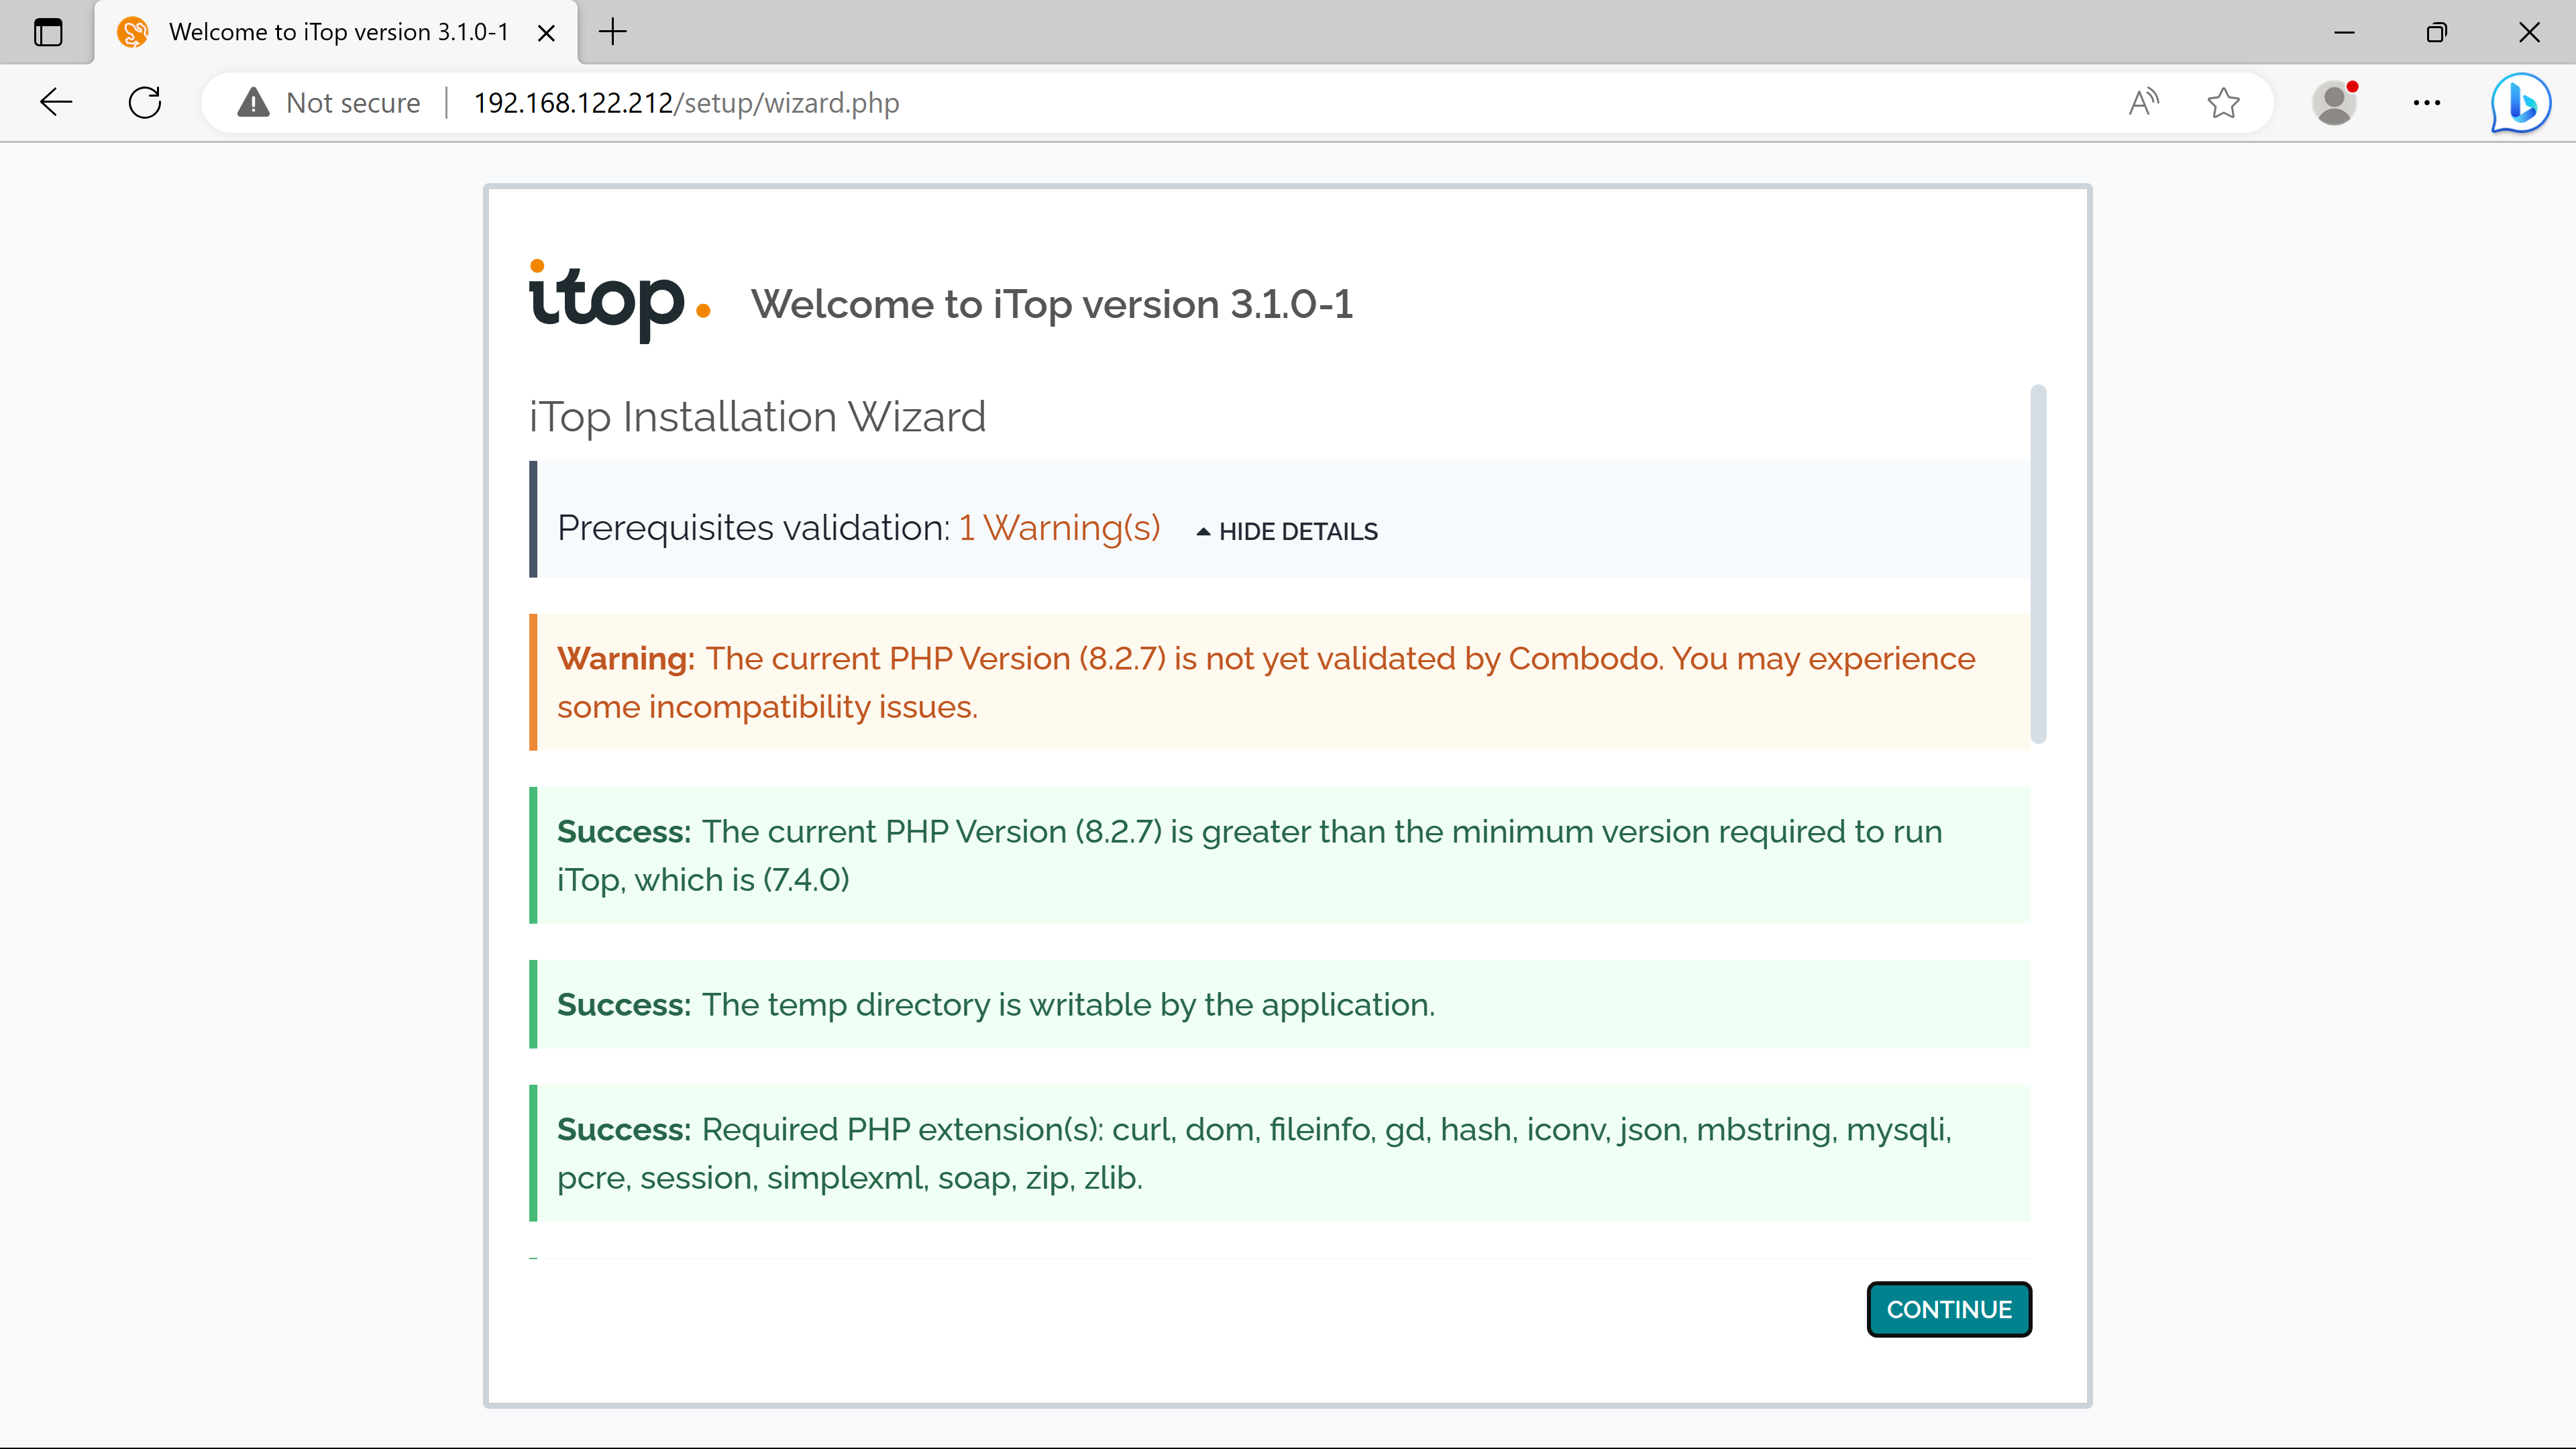 Welcome to iTop version 3.1.0-1
Not secure
192.168.122.212/setup/wizard.php
itop.
Welcome to iTop version 3.1.0-1
iTop Installation Wizard
Prerequisites validation: 1 Warning(s) HIDE DETAILS
Warning: The current PHP Version (8.2.7) is not yet validated by Combodo. You may experience
some incompatibility issues.
Success: The current PHP Version (8.2.7) is greater than the minimum version required to run
iTop, which is (7.4.0)
Success: The temp directory is writable by the application.
Success: Required PHP extension(s): curl, dom, fileinfo, gd, hash, iconv, json, mbstring, mysqli,
pcre, session, simplexml, soap, zip, zlib.
CONTINUE